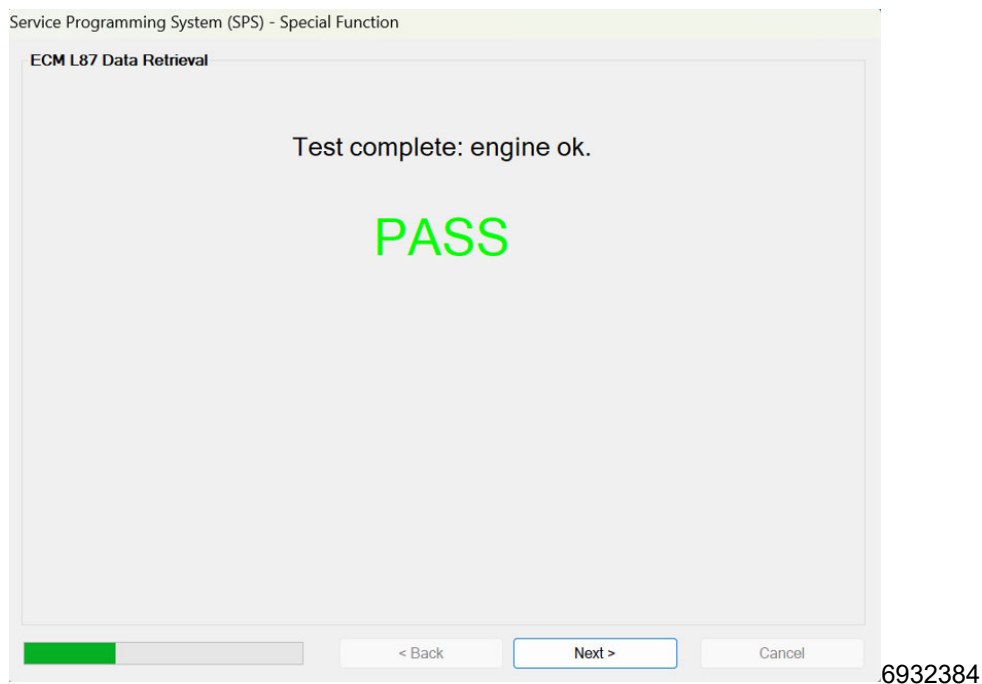 Service Programming System (SPS) - Special Function
ECM L87 Data Retrieval
Test complete: engine ok.
PASS
< Back
Next >
Cancel
6932384